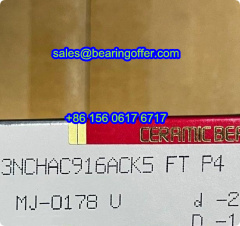 sales@bearingoffer.com
+86 156 0617 6717
CERAMIC BEA
3NCHAC916ACK5 FT P4
MJ-0178 V
d -2
D -1